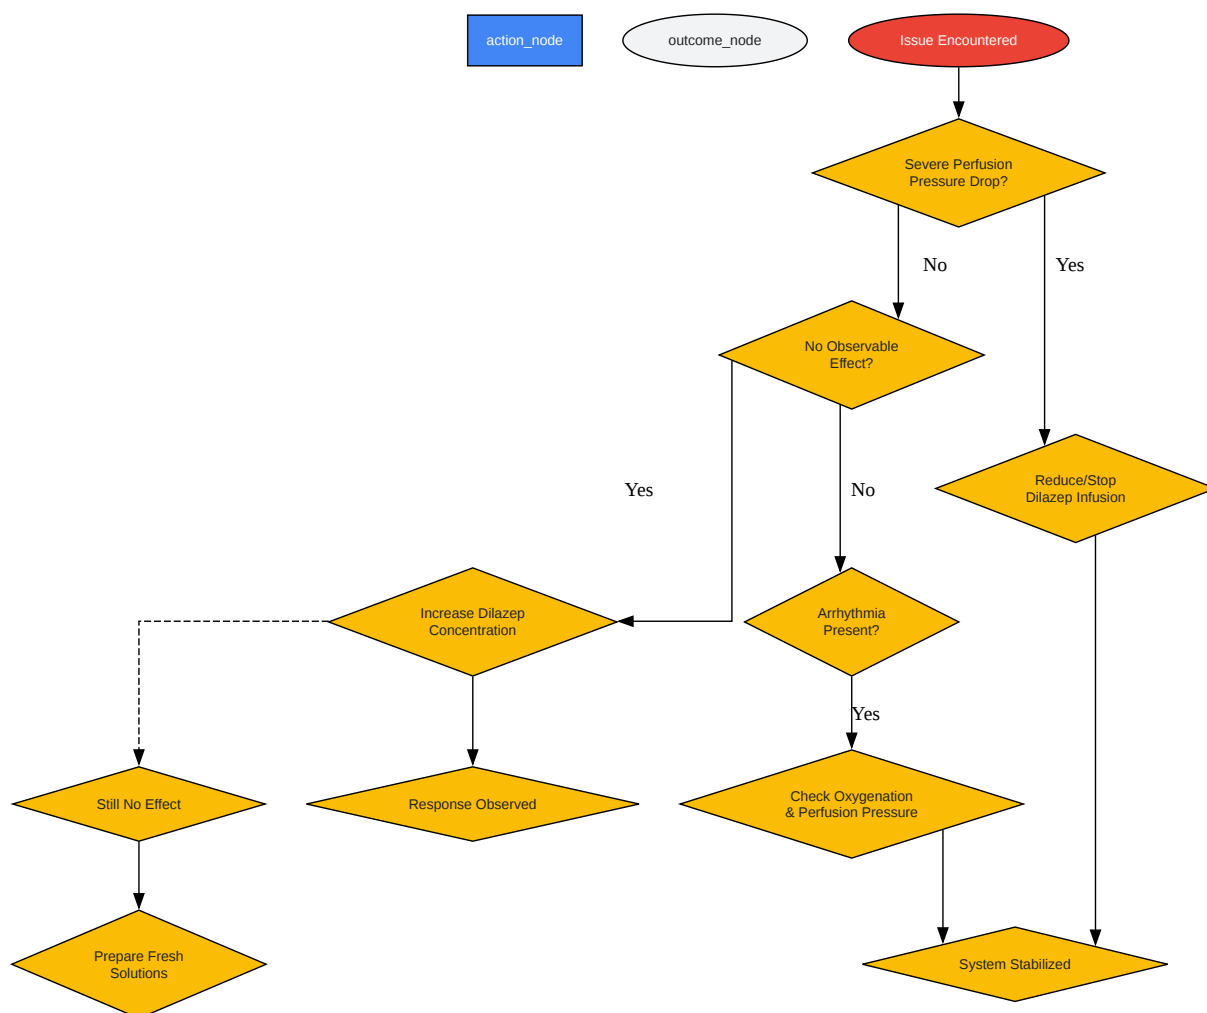 action_node
outcome_node
Issue Encountered
Severe Perfusion
Pressure Drop?
No
Yes
No Observable
Effect?
Yes
No
Reduce/Stop
Dilazep Infusion
Increase Dilazep
Concentration
Arrhythmia
Present?
Yes
Still No Effect
Response Observed
Check Oxygenation
& Perfusion Pressure
Prepare Fresh
Solutions
System Stabilized